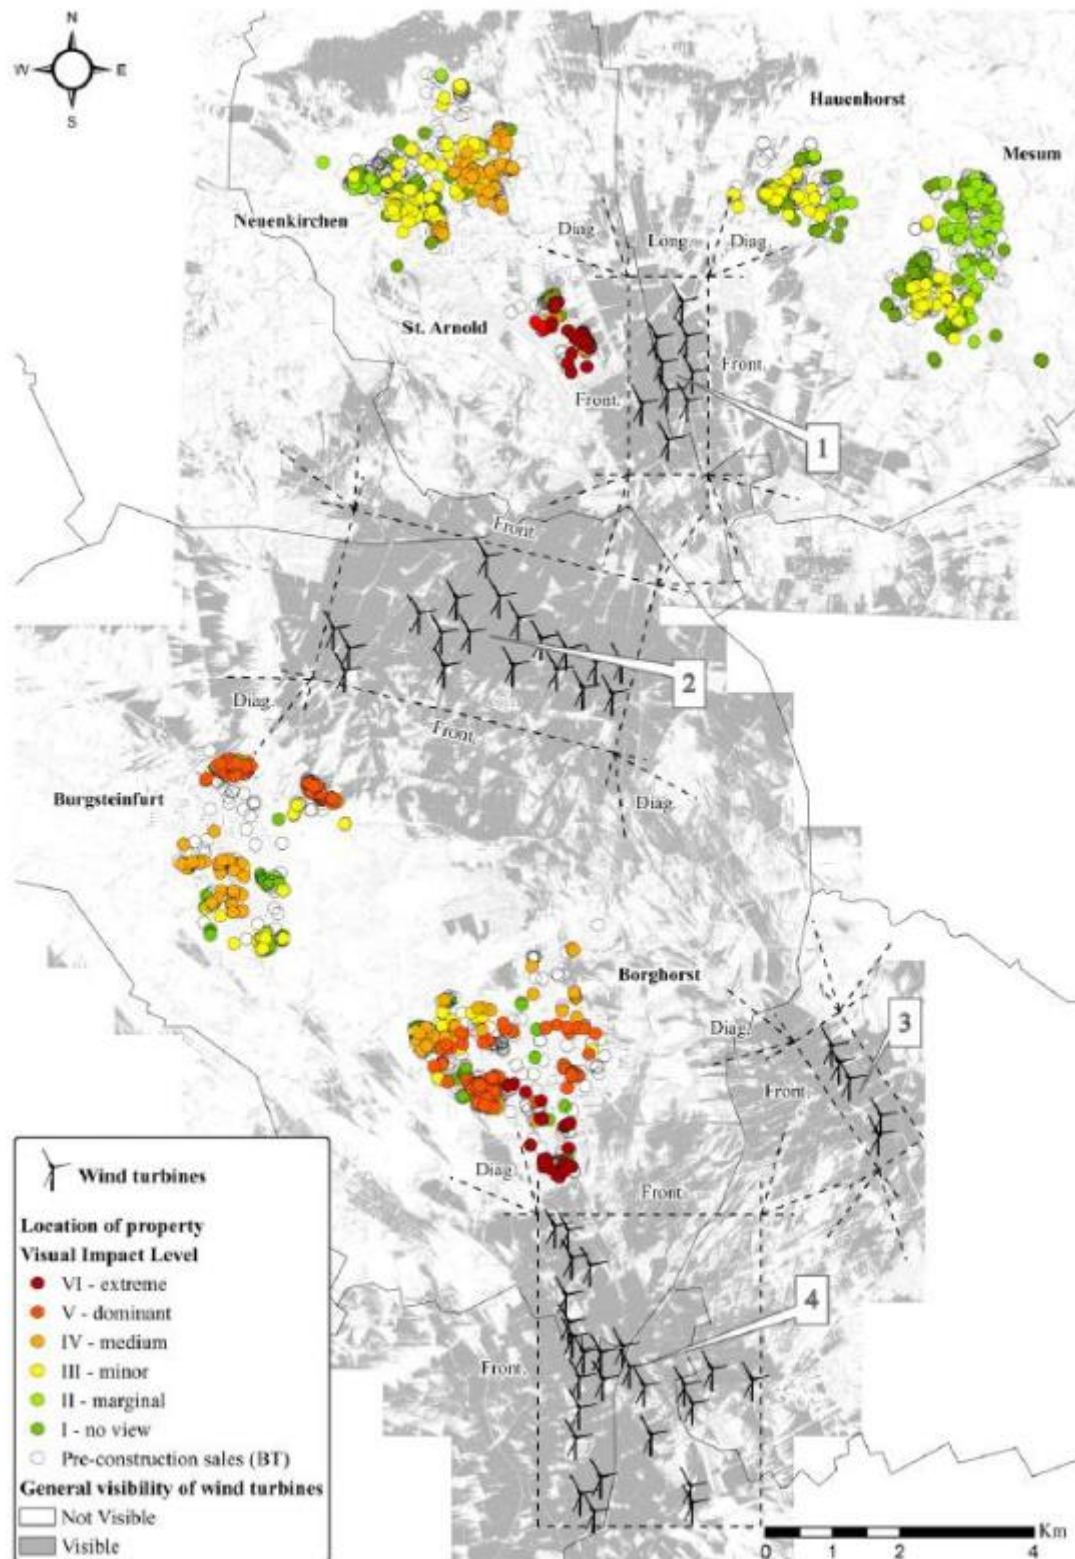 N
W E
S
Hauenhorst
Mesum
Neuenkirchen
Diag.
Long.
Diag.
St. Arnold
Front.
Front.
1
Front.
2
Diag.
Front.
Burgsteinfurt
Diag.
Borghorst
3
Diag.
Front.
Diag.
Front.
4
Front.
Wind turbines
Location of property
Visual Impact Level
VI - extreme
V - dominant
IV - medium
III - minor
II - marginal
I - no view
Pre-construction sales (BT)
General visibility of wind turbines
Not Visible
Visible
Km
0 1 2 4